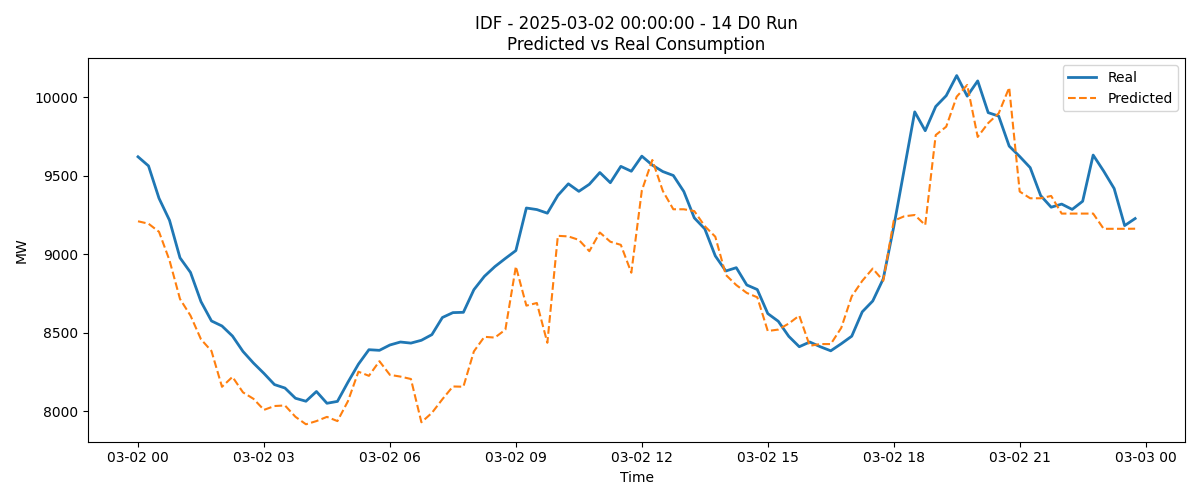 IDF - 2025-03-02 00:00:00 - 14 D0 Run
Predicted vs Real Consumption
Real
Predicted
MW
10000
9500
9000
8500
8000
03-02 00
03-02 03
03-02 06
03-02 09
03-02 12
03-02 15
03-02 18
03-02 21
03-03 00
Time